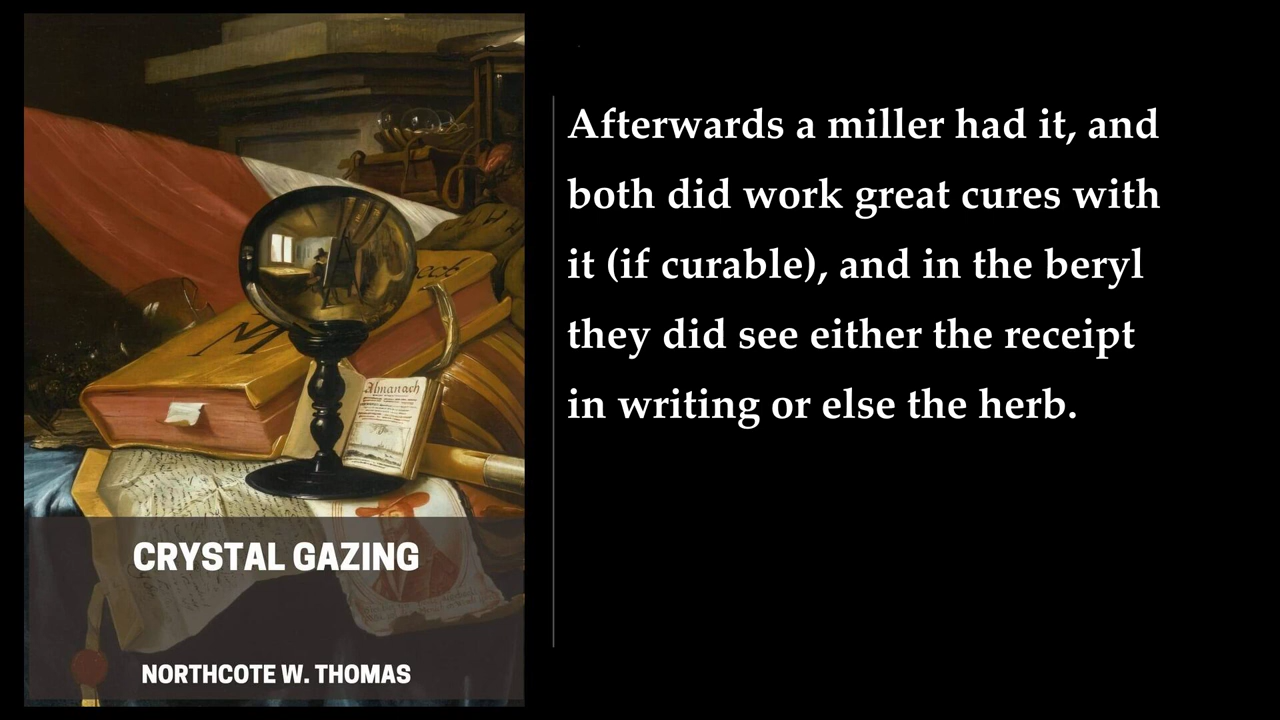 Afterwards a miller had it, and
both did work great cures with
it (if curable), and in the beryl
they did see either the receipt
in writing or else the herb.
M
Almanach
CRYSTAL GAZING
NORTHCOTE W. THOMAS